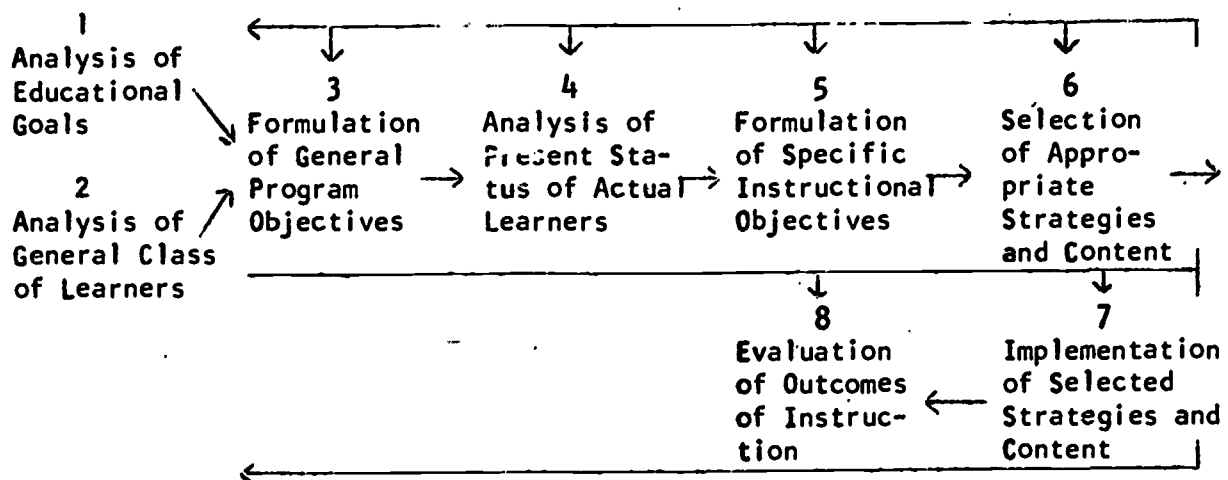 1
Analysis of
Educational
Goals
2
Analysis of
General Class
of Learners
3
Formulation
of General
Program
Objectives
4
Analysis of
Present Sta-
tus of Actual
Learners
5
Formulation
of Specific
Instructional
Objectives
6
Selection
of Appro-
priate
Strategies
and Content
7
Implementation
of Selected
Strategies and
Content
8
Evaluation
of Outcomes
of Instruc-
tion